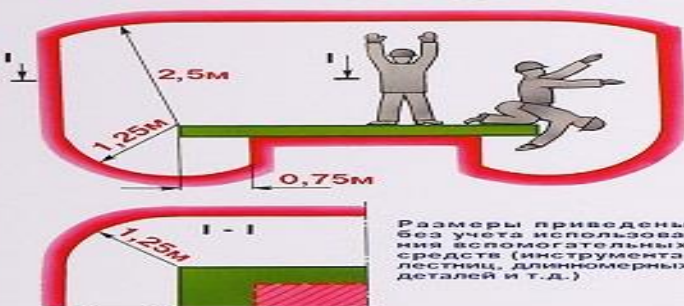 I
I
2,5м
1,25м
0,75м
I - I
1,25м
Размеры приведены
без учета использова
ния вспомогательных
средств (инструмента
лестниц, длинномерных
деталей и т.д.)